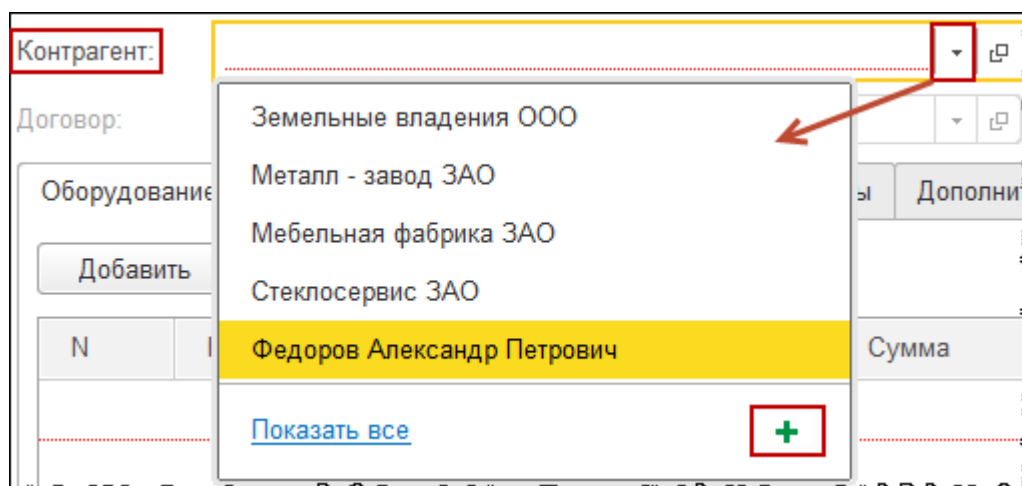 Контрагент:
Земельные владения ООО
Договор:
Металл - завод ЗАО
Оборудование
ы
Дополни
Мебельная фабрика ЗАО
Добавить
Стеклосервис ЗАО
N
Федоров Александр Петрович
Сумма
Показать все